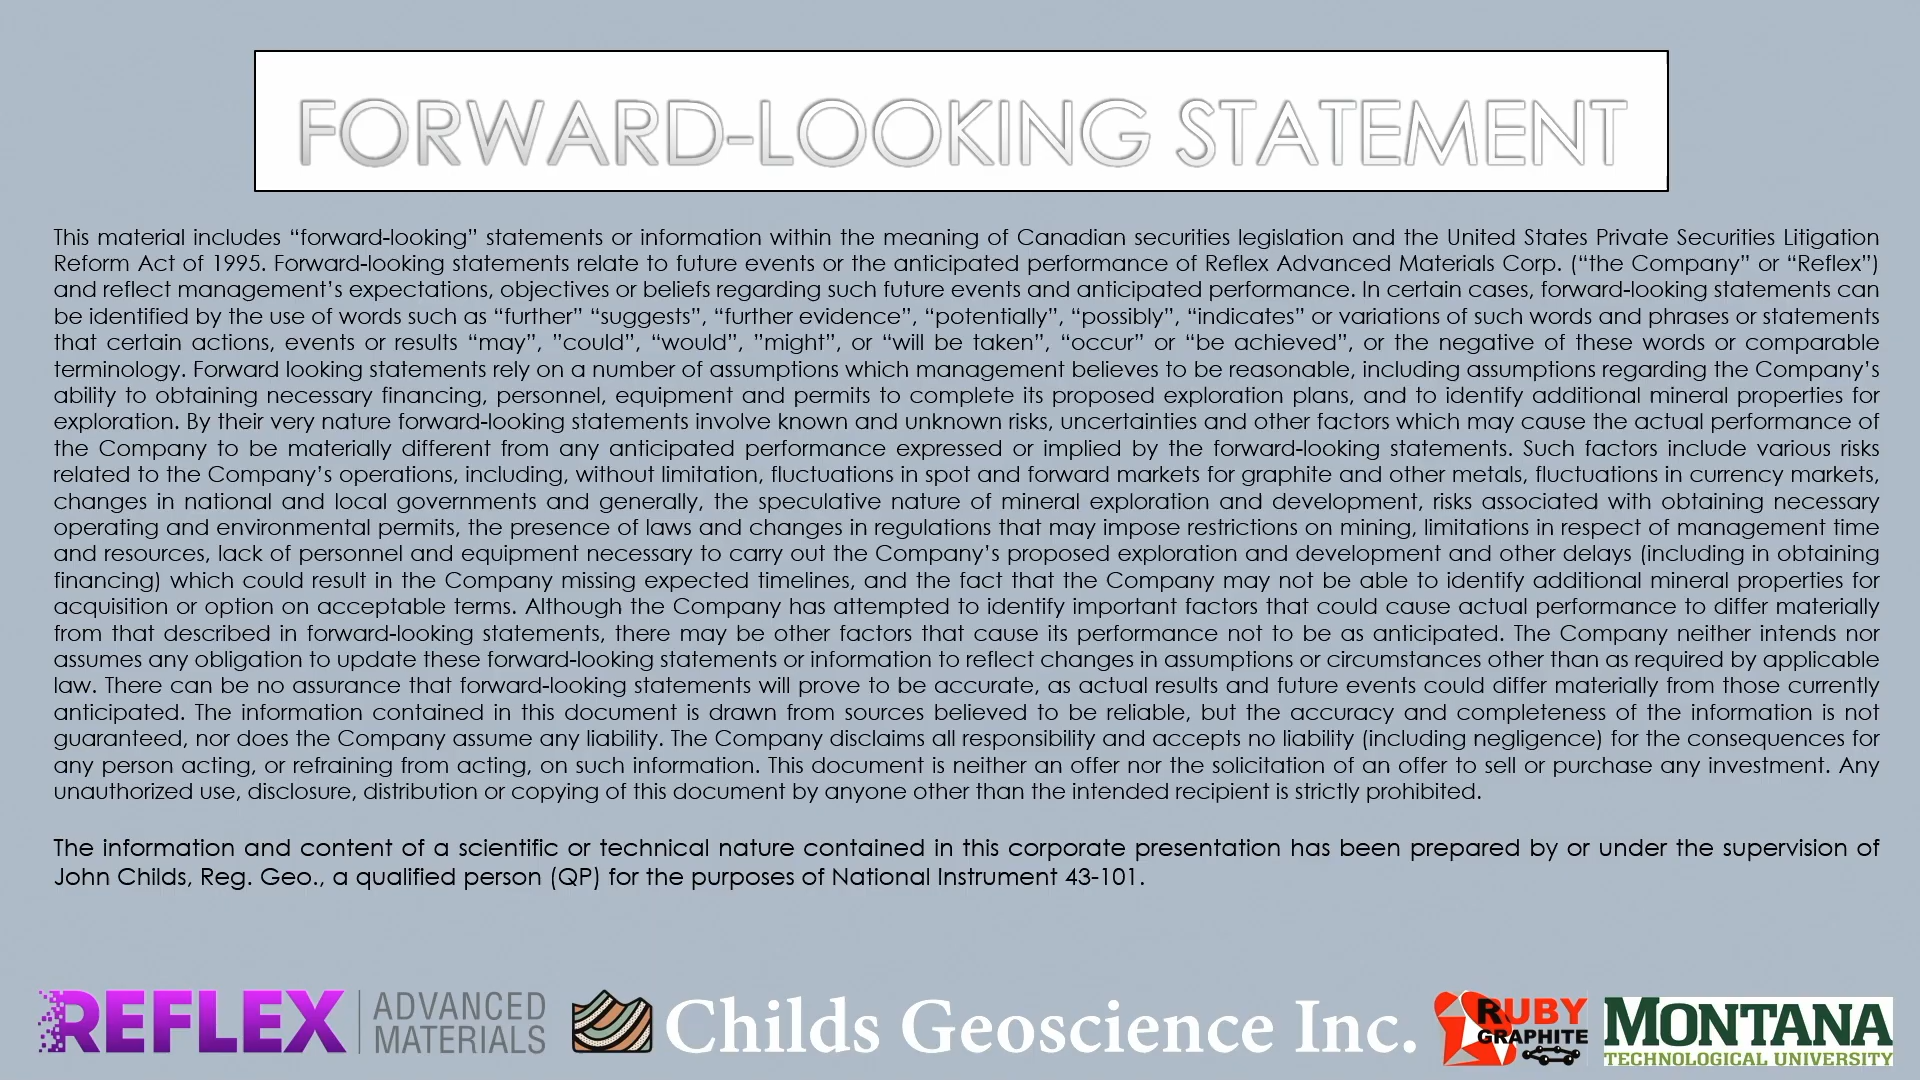 FORWARD-LOOKING STATEMENT
This material includes “forward-looking” statements or information within the meaning of Canadian securities legislation and the United States Private Securities Litigation
Reform Act of 1995. Forward-looking statements relate to future events or the anticipated performance of Reflex Advanced Materials Corp. (“the Company” or “Reflex”)
and reflect management’s expectations, objectives or beliefs regarding such future events and anticipated performance. In certain cases, forward-looking statements can
be identified by the use of words such as “further” “suggests”, “further evidence”, “potentially”, “possibly”, “indicates” or variations of such words and phrases or statements
that certain actions, events or results “may”, ”could”, “would”, ”might”, or “will be taken”, “occur” or “be achieved”, or the negative of these words or comparable
terminology. Forward looking statements rely on a number of assumptions which management believes to be reasonable, including assumptions regarding the Company’s
ability to obtaining necessary financing, personnel, equipment and permits to complete its proposed exploration plans, and to identify additional mineral properties for
exploration. By their very nature forward-looking statements involve known and unknown risks, uncertainties and other factors which may cause the actual performance of
the Company to be materially different from any anticipated performance expressed or implied by the forward-looking statements. Such factors include various risks
related to the Company’s operations, including, without limitation, fluctuations in spot and forward markets for graphite and other metals, fluctuations in currency markets,
changes in national and local governments and generally, the speculative nature of mineral exploration and development, risks associated with obtaining necessary
operating and environmental permits, the presence of laws and changes in regulations that may impose restrictions on mining, limitations in respect of management time
and resources, lack of personnel and equipment necessary to carry out the Company’s proposed exploration and development and other delays (including in obtaining
financing) which could result in the Company missing expected timelines, and the fact that the Company may not be able to identify additional mineral properties for
acquisition or option on acceptable terms. Although the Company has attempted to identify important factors that could cause actual performance to differ materially
from that described in forward-looking statements, there may be other factors that cause its performance not to be as anticipated. The Company neither intends nor
assumes any obligation to update these forward-looking statements or information to reflect changes in assumptions or circumstances other than as required by applicable
law. There can be no assurance that forward-looking statements will prove to be accurate, as actual results and future events could differ materially from those currently
anticipated. The information contained in this document is drawn from sources believed to be reliable, but the accuracy and completeness of the information is not
guaranteed, nor does the Company assume any liability. The Company disclaims all responsibility and accepts no liability (including negligence) for the consequences for
any person acting, or refraining from acting, on such information. This document is neither an offer nor the solicitation of an offer to sell or purchase any investment. Any
unauthorized use, disclosure, distribution or copying of this document by anyone other than the intended recipient is strictly prohibited.
The information and content of a scientific or technical nature contained in this corporate presentation has been prepared by or under the supervision of
John Childs, Reg. Geo., a qualified person (QP) for the purposes of National Instrument 43-101.
REFLEX
ADVANCED
MATERIALS
Childs Geoscience Inc.
RUBY
GRAPHITE
MONTANA
TECHNOLOGICAL UNIVERSITY